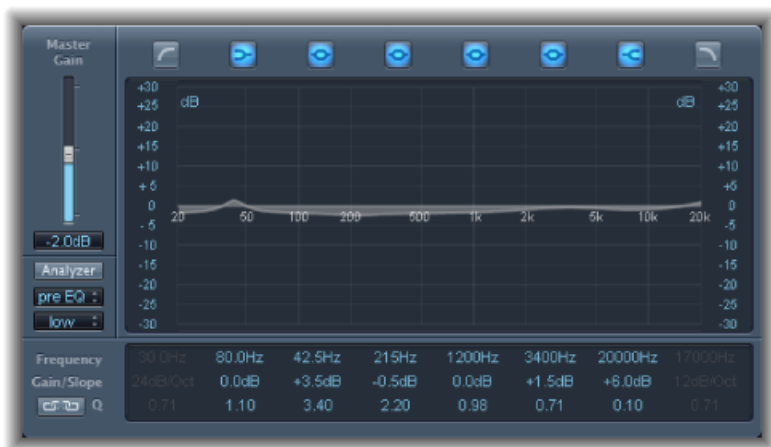 Master
Gain
+30
+25
+20
+15
+10
+5
0
-5
-10
-15
-20
-25
-30
dB
dB
+30
+25
+20
+15
+10
+5
0
-5
-10
-15
-20
-25
-30
20 50 100 200 500 1k 2k 5k 10k 20k
-2.0dB
Analyzer
pre EQ
low
Frequency 30.0Hz 80.0Hz 42.5Hz 215Hz 1200Hz 3400Hz 20000Hz 17000Hz
Gain/Slope 24dB/Oct 0.0dB +3.5dB -0.5dB 0.0dB +1.5dB +6.0dB 12dB/Oct
Q 0.71 1.10 3.40 2.20 0.98 0.71 0.10 0.71